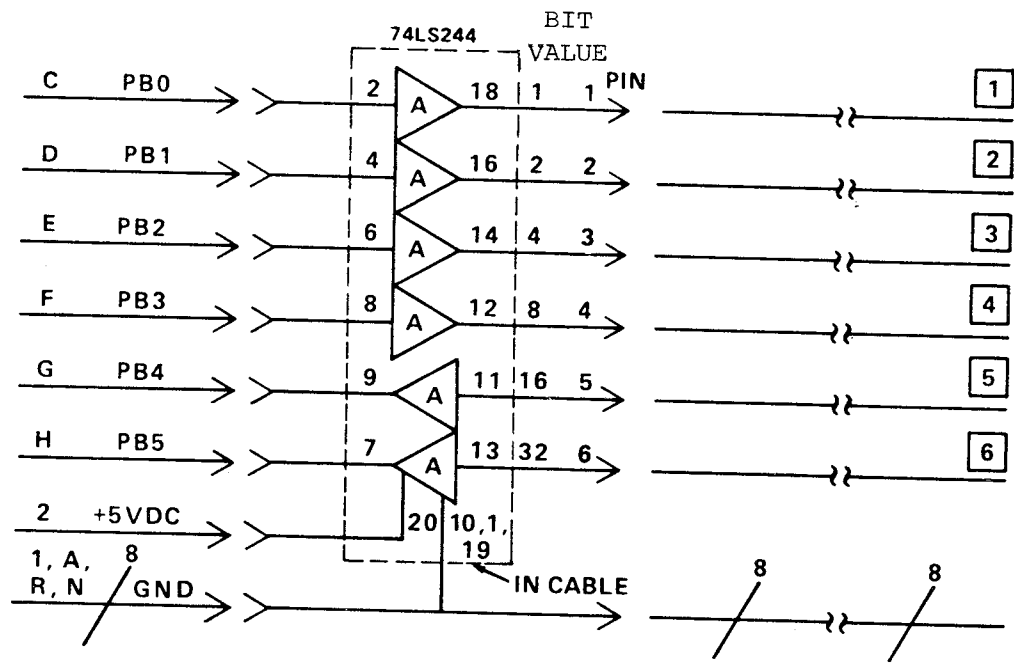 BIT
74LS244
VALUE
C PB0 2 A 18 1 1 PIN 1
D PB1 4 A 16 2 2 2
E PB2 6 A 14 4 3 3
F PB3 8 A 12 8 4 4
G PB4 9 A 11 16 5 5
H PB5 7 A 13 32 6 6
2 +5VDC 20 10,1,
19
1, A, 8 IN CABLE 8 8
R, N GND